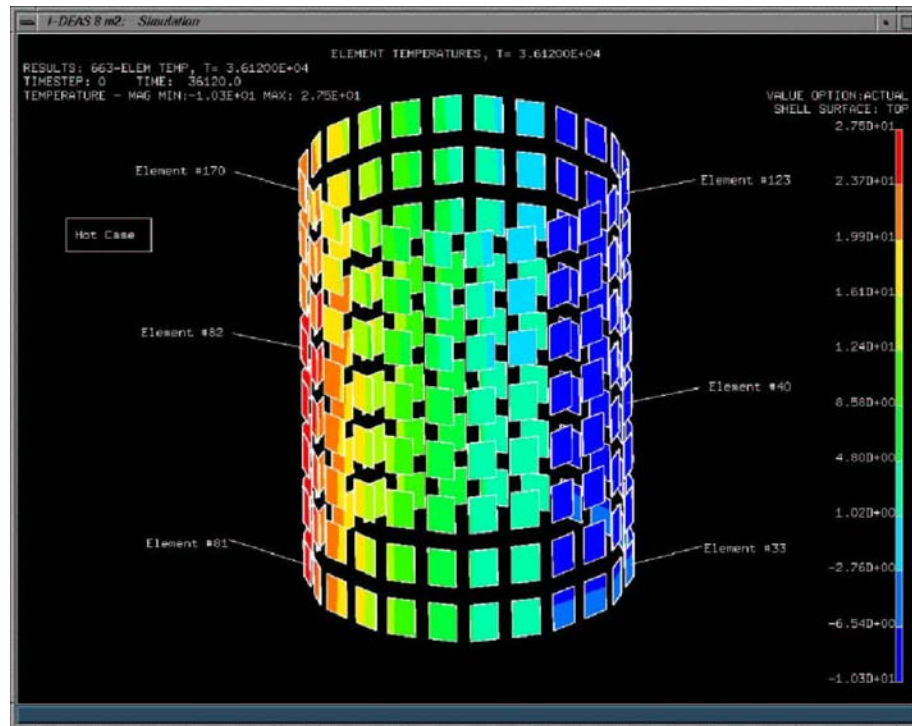 I-DEAS 8 m2: Simulation
ELEMENT TEMPERATURES, T= 3.61200E+04
RESULTS: 663-ELEM TEMP, T= 3.61200E+04
TIMESTEP: 0 TIME: 36120.0
TEMPERATURE - MAG MIN:-1.03E+01 MAX: 2.75E+01
VALUE OPTION:ACTUAL
SHELL SURFACE: TOP
2.75D+01
Element #170
Element #123
2.37D+01
Hot Case
1.99D+01
1.61D+01
Element #82
1.24D+01
Element #40
8.58D+00
4.80D+00
1.02D+00
Element #81
Element #33
-2.76D+00
-6.54D+00
-1.03D+01